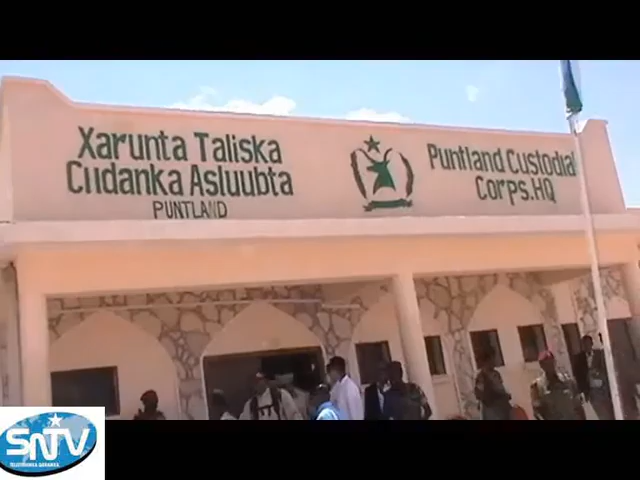 Xarunta Taliska
Ciidanka Asluubta
PUNTLAND
Puntland Custodial
Corps.HQ
SNTV